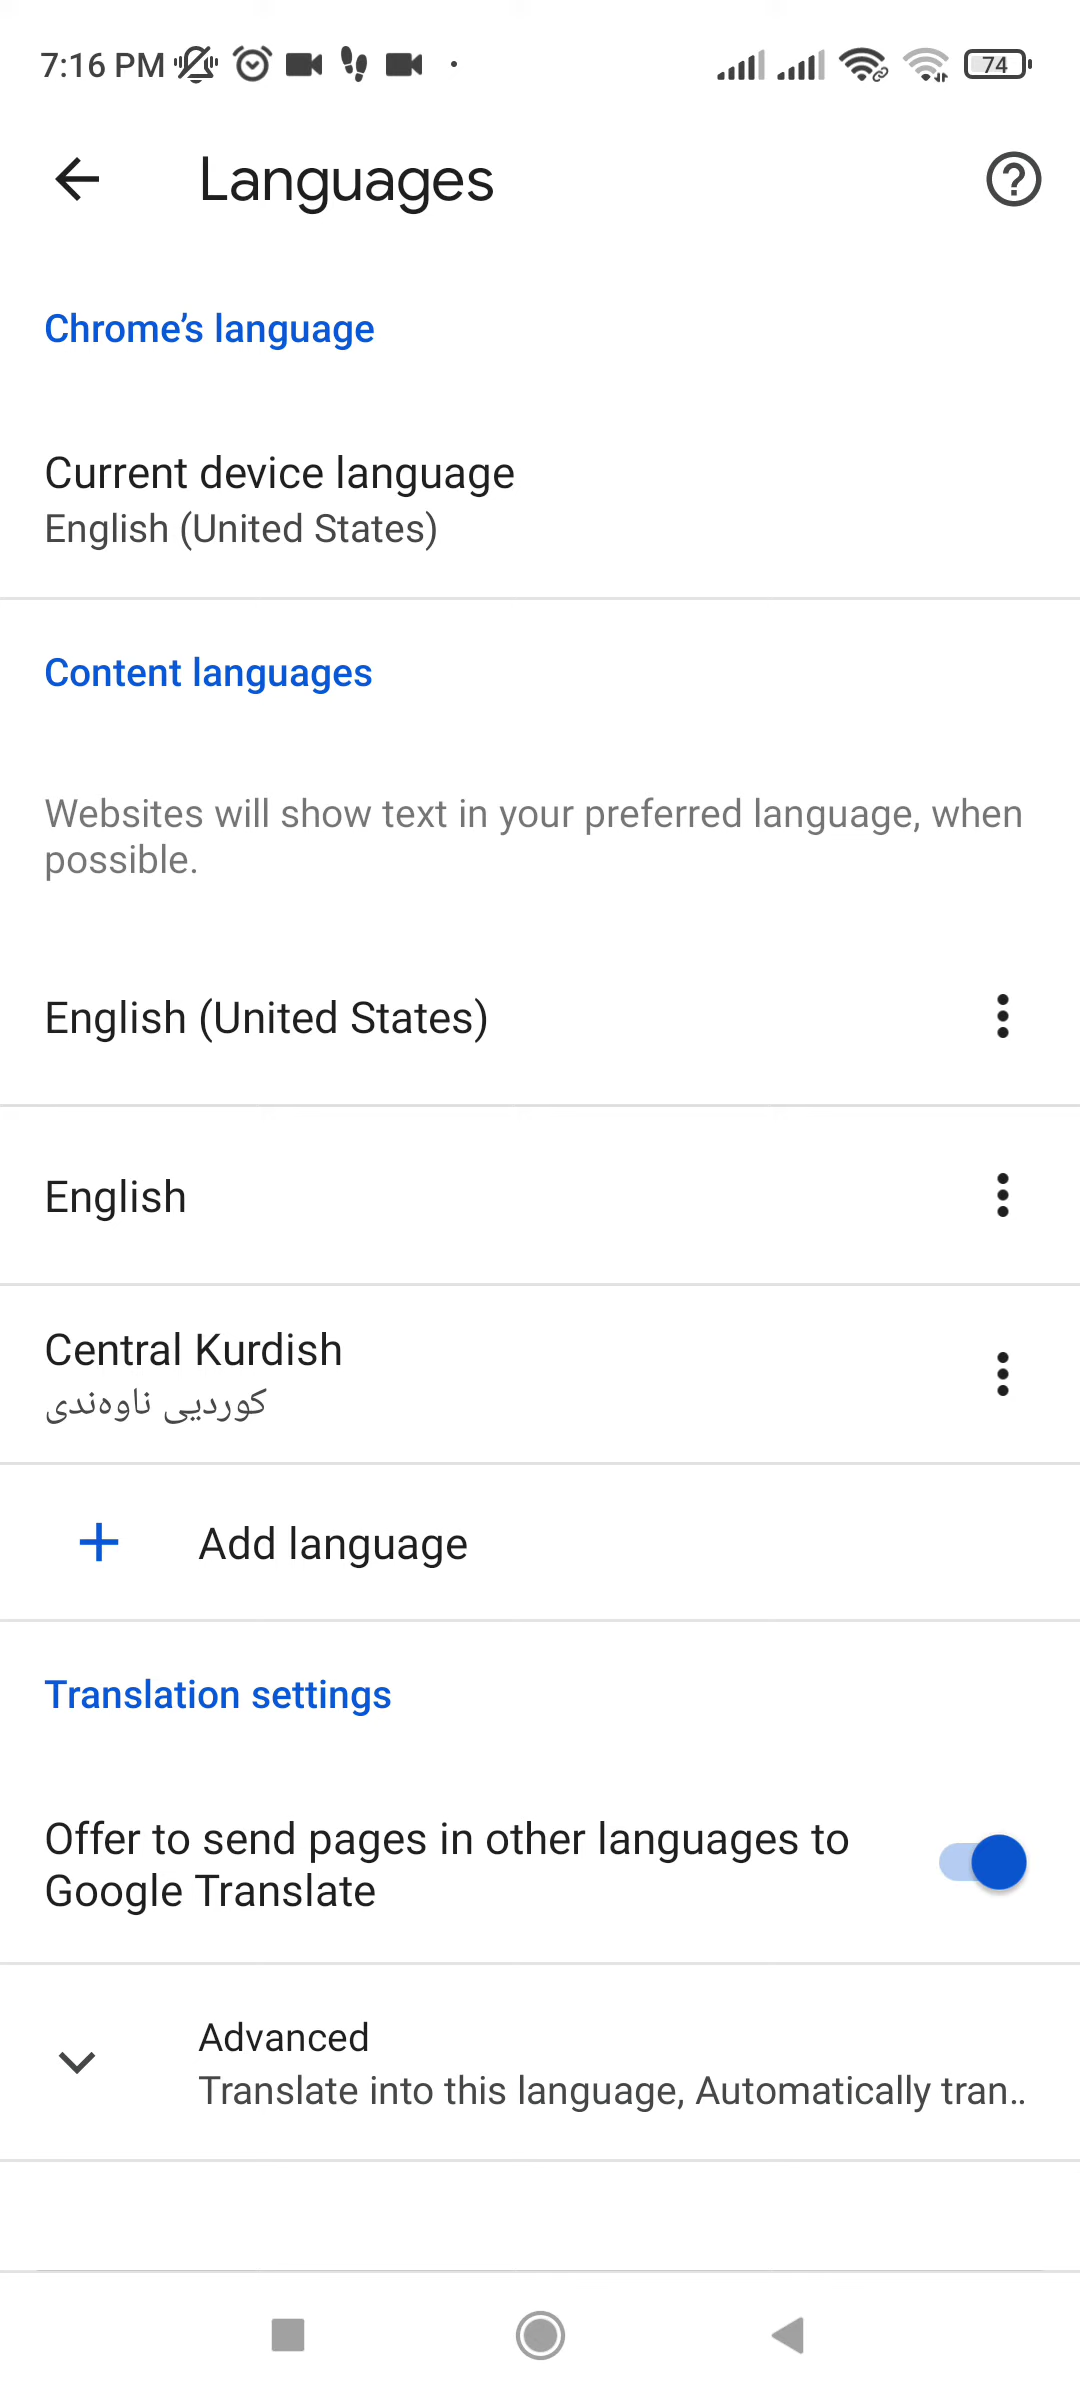 7:16 PM
74
Languages
Chrome’s language
Current device language
English (United States)
Content languages
Websites will show text in your preferred language, when
possible.
English (United States)
English
Central Kurdish
کوردیی ناوەندی
Add language
Translation settings
Offer to send pages in other languages to
Google Translate
Advanced
Translate into this language, Automatically tran..